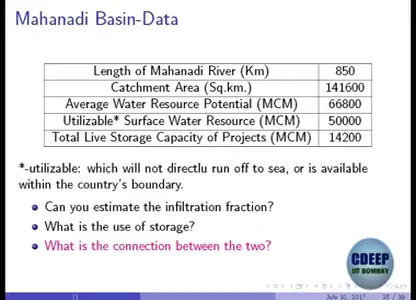 Mahanadi Basin-Data
Length of Mahanadi River (Km) 850
Catchment Area (Sq.km.) 141600
Average Water Resource Potential (MCM) 66800
Utilizable* Surface Water Resource (MCM) 50000
Total Live Storage Capacity of Projects (MCM) 14200
*-utilizable: which will not directlu run off to sea, or is available
within the country's boundary.
Can you estimate the infiltration fraction?
What is the use of storage?
What is the connection between the two?
CDEEP
IIT BOMBAY
July 31, 2017